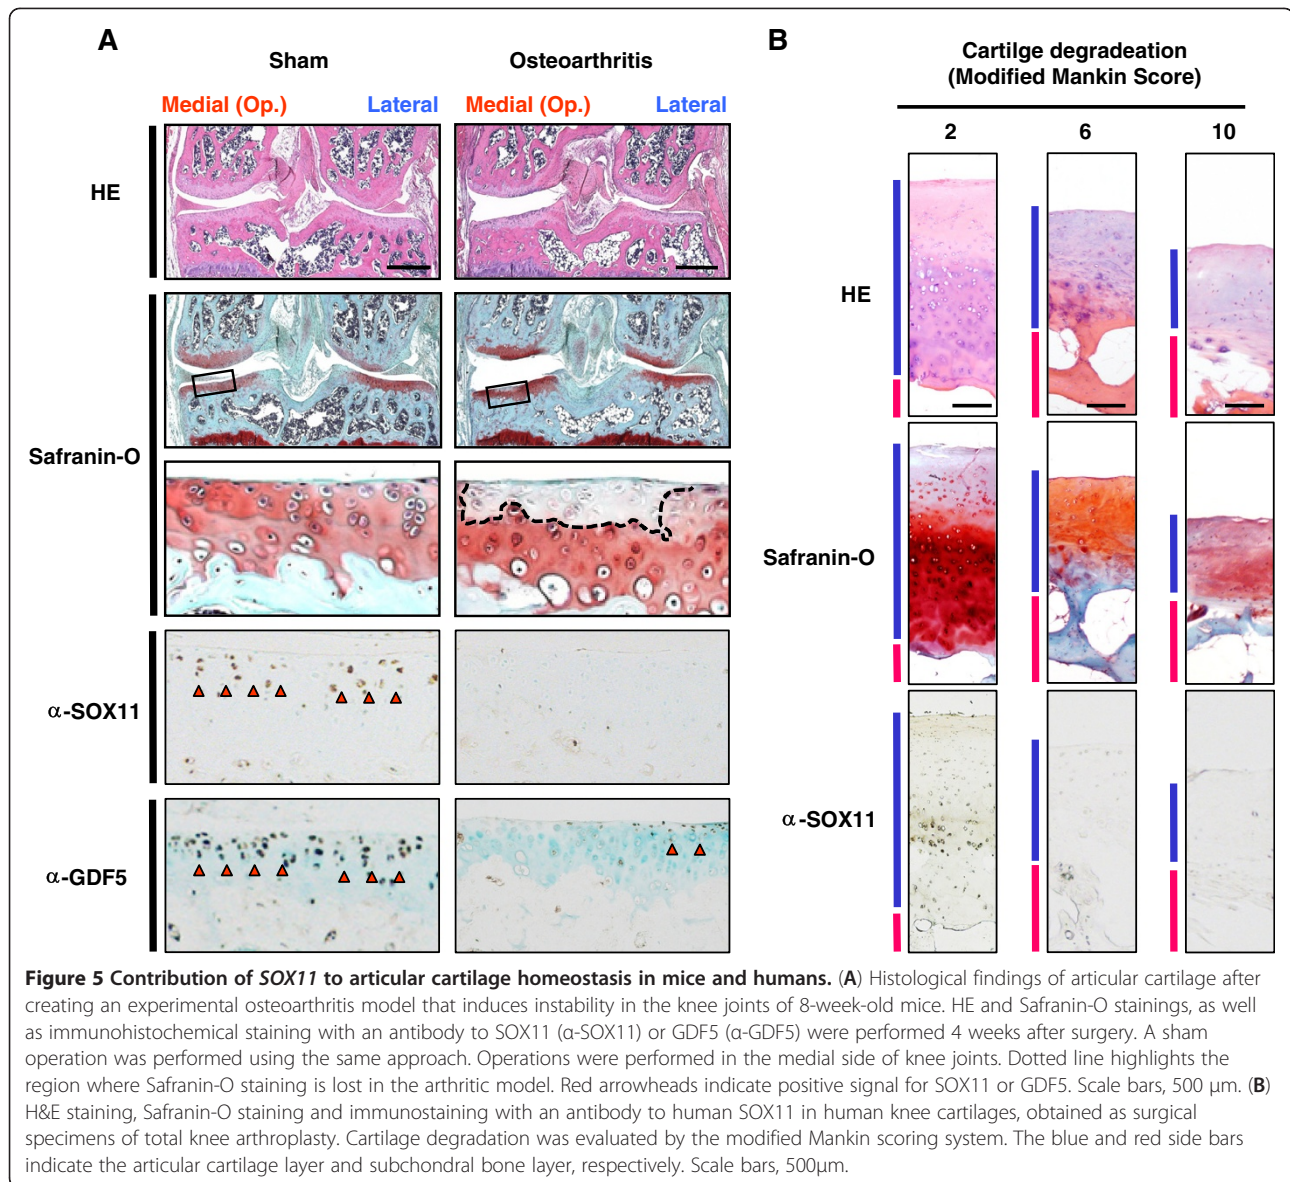 A
Sham
Osteoarthritis
Medial (Op.)
Lateral
Medial (Op.)
Lateral
HE
Safranin-O
α-SOX11
α-GDF5
B
Cartilge degradeation
(Modified Mankin Score)
2
6
10
HE
Safranin-O
α-SOX11
Figure 5 Contribution of SOX11 to articular cartilage homeostasis in mice and humans. (A) Histological findings of articular cartilage after
creating an experimental osteoarthritis model that induces instability in the knee joints of 8-week-old mice. HE and Safranin-O stainings, as well
as immunohistochemical staining with an antibody to SOX11 (α-SOX11) or GDF5 (α-GDF5) were performed 4 weeks after surgery. A sham
operation was performed using the same approach. Operations were performed in the medial side of knee joints. Dotted line highlights the
region where Safranin-O staining is lost in the arthritic model. Red arrowheads indicate positive signal for SOX11 or GDF5. Scale bars, 500 μm. (B)
H&E staining, Safranin-O staining and immunostaining with an antibody to human SOX11 in human knee cartilages, obtained as surgical
specimens of total knee arthroplasty. Cartilage degradation was evaluated by the modified Mankin scoring system. The blue and red side bars
indicate the articular cartilage layer and subchondral bone layer, respectively. Scale bars, 500μm.